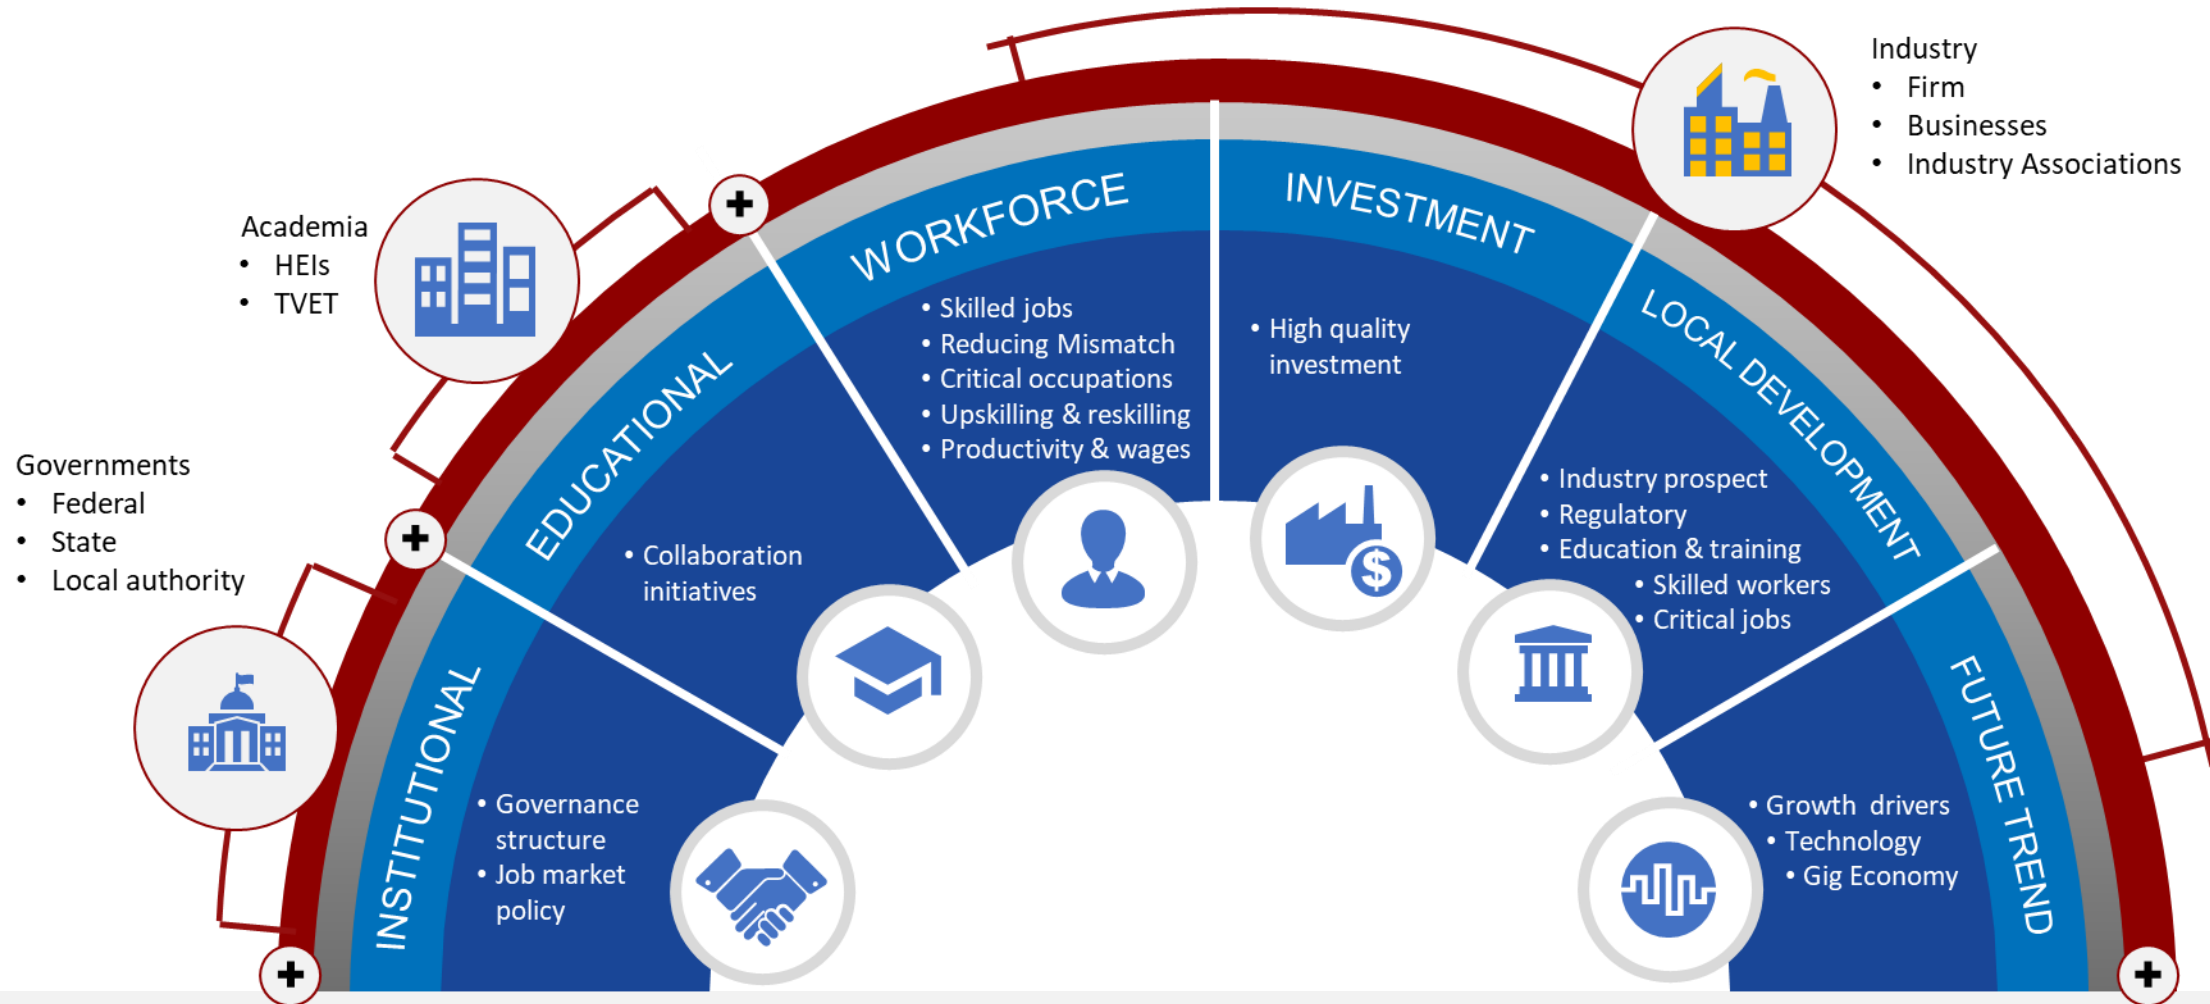 Governments
• Federal
• State
• Local authority
Academia
• HEIs
• TVET
Industry
• Firm
• Businesses
• Industry Associations
INSTITUTIONAL
• Governance
structure
• Job market
policy
EDUCATIONAL
• Collaboration
initiatives
WORKFORCE
• Skilled jobs
• Reducing Mismatch
• Critical occupations
• Upskilling & reskilling
• Productivity & wages
INVESTMENT
• High quality
investment
LOCAL DEVELOPMENT
• Industry prospect
• Regulatory
• Education & training
• Skilled workers
• Critical jobs
FUTURE TREND
• Growth drivers
• Technology
• Gig Economy
$